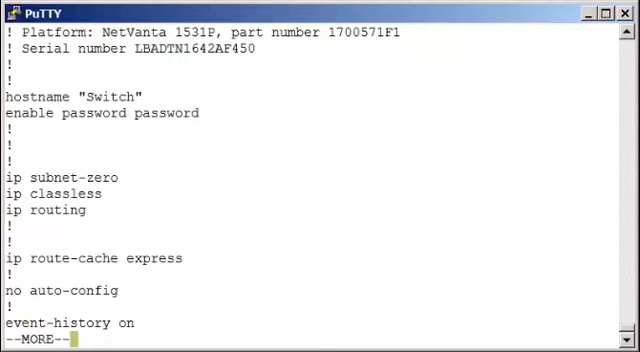 PuTTY
! Platform: NetVanta 1531P, part number 1700571F1
! Serial number LBADTN1642AF450
!
!
hostname "Switch"
enable password password
!
!
!
ip subnet-zero
ip classless
ip routing
!
!
ip route-cache express
!
no auto-config
!
event-history on
--MORE--